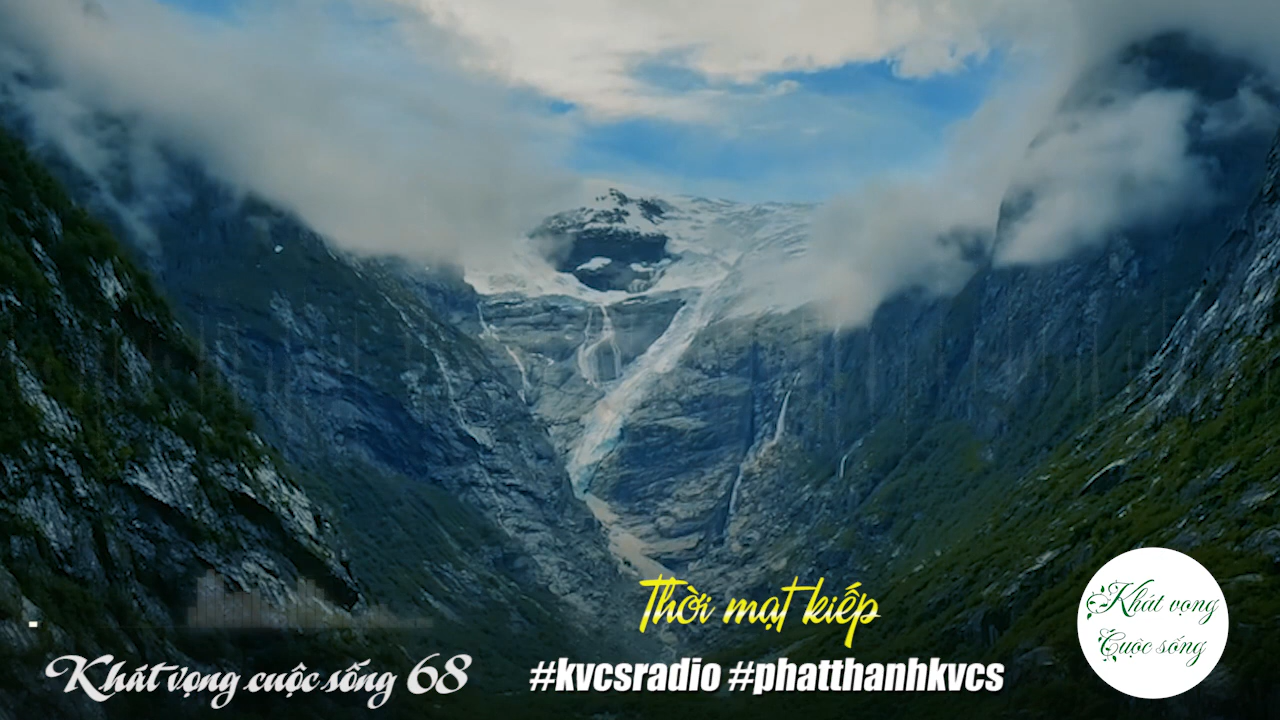 Thời mạt kiếp
Khát vọng cuộc sống 68
#kvcsradio #phatthanhkvcs
Khát vọng
Cuộc sống